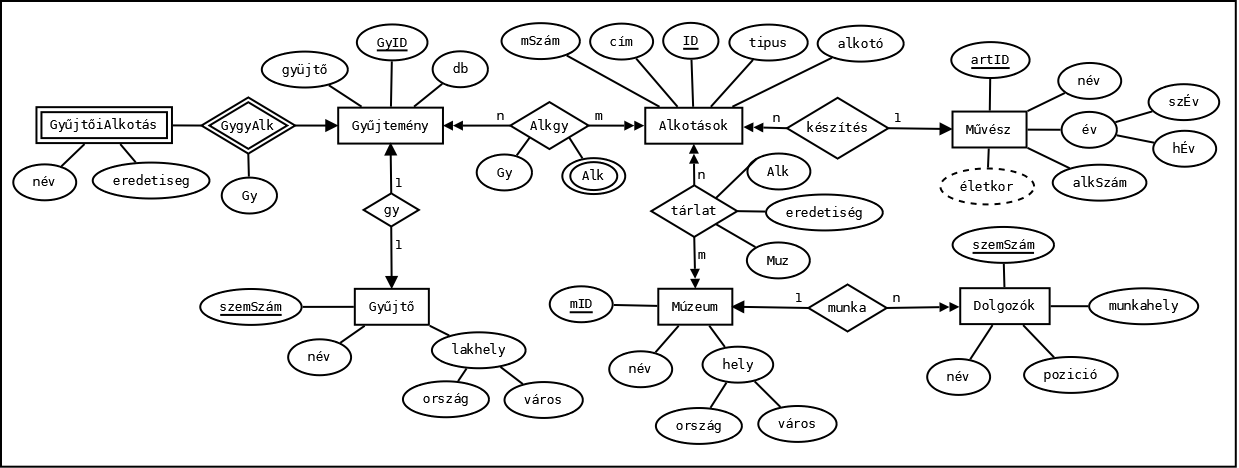 GyID
mSzám
cím
ID
tipus
alkotó
artID
gyüjtő
db
név
szÉv
GyűjtőiAlkotás
GygyAlk
Gyűjtemény
n
Alkgy
m
Alkotások
n
készítés
1
Művész
év
hÉv
név
eredetiseg
Gy
1
Gy
Alk
n
Alk
életkor
alkSzám
gy
tárlat
eredetiség
1
m
Muz
szemSzám
szemSzám
Gyűjtő
mID
Múzeum
1
munka
n
Dolgozók
munkahely
név
lakhely
név
hely
név
pozició
ország
város
ország
város